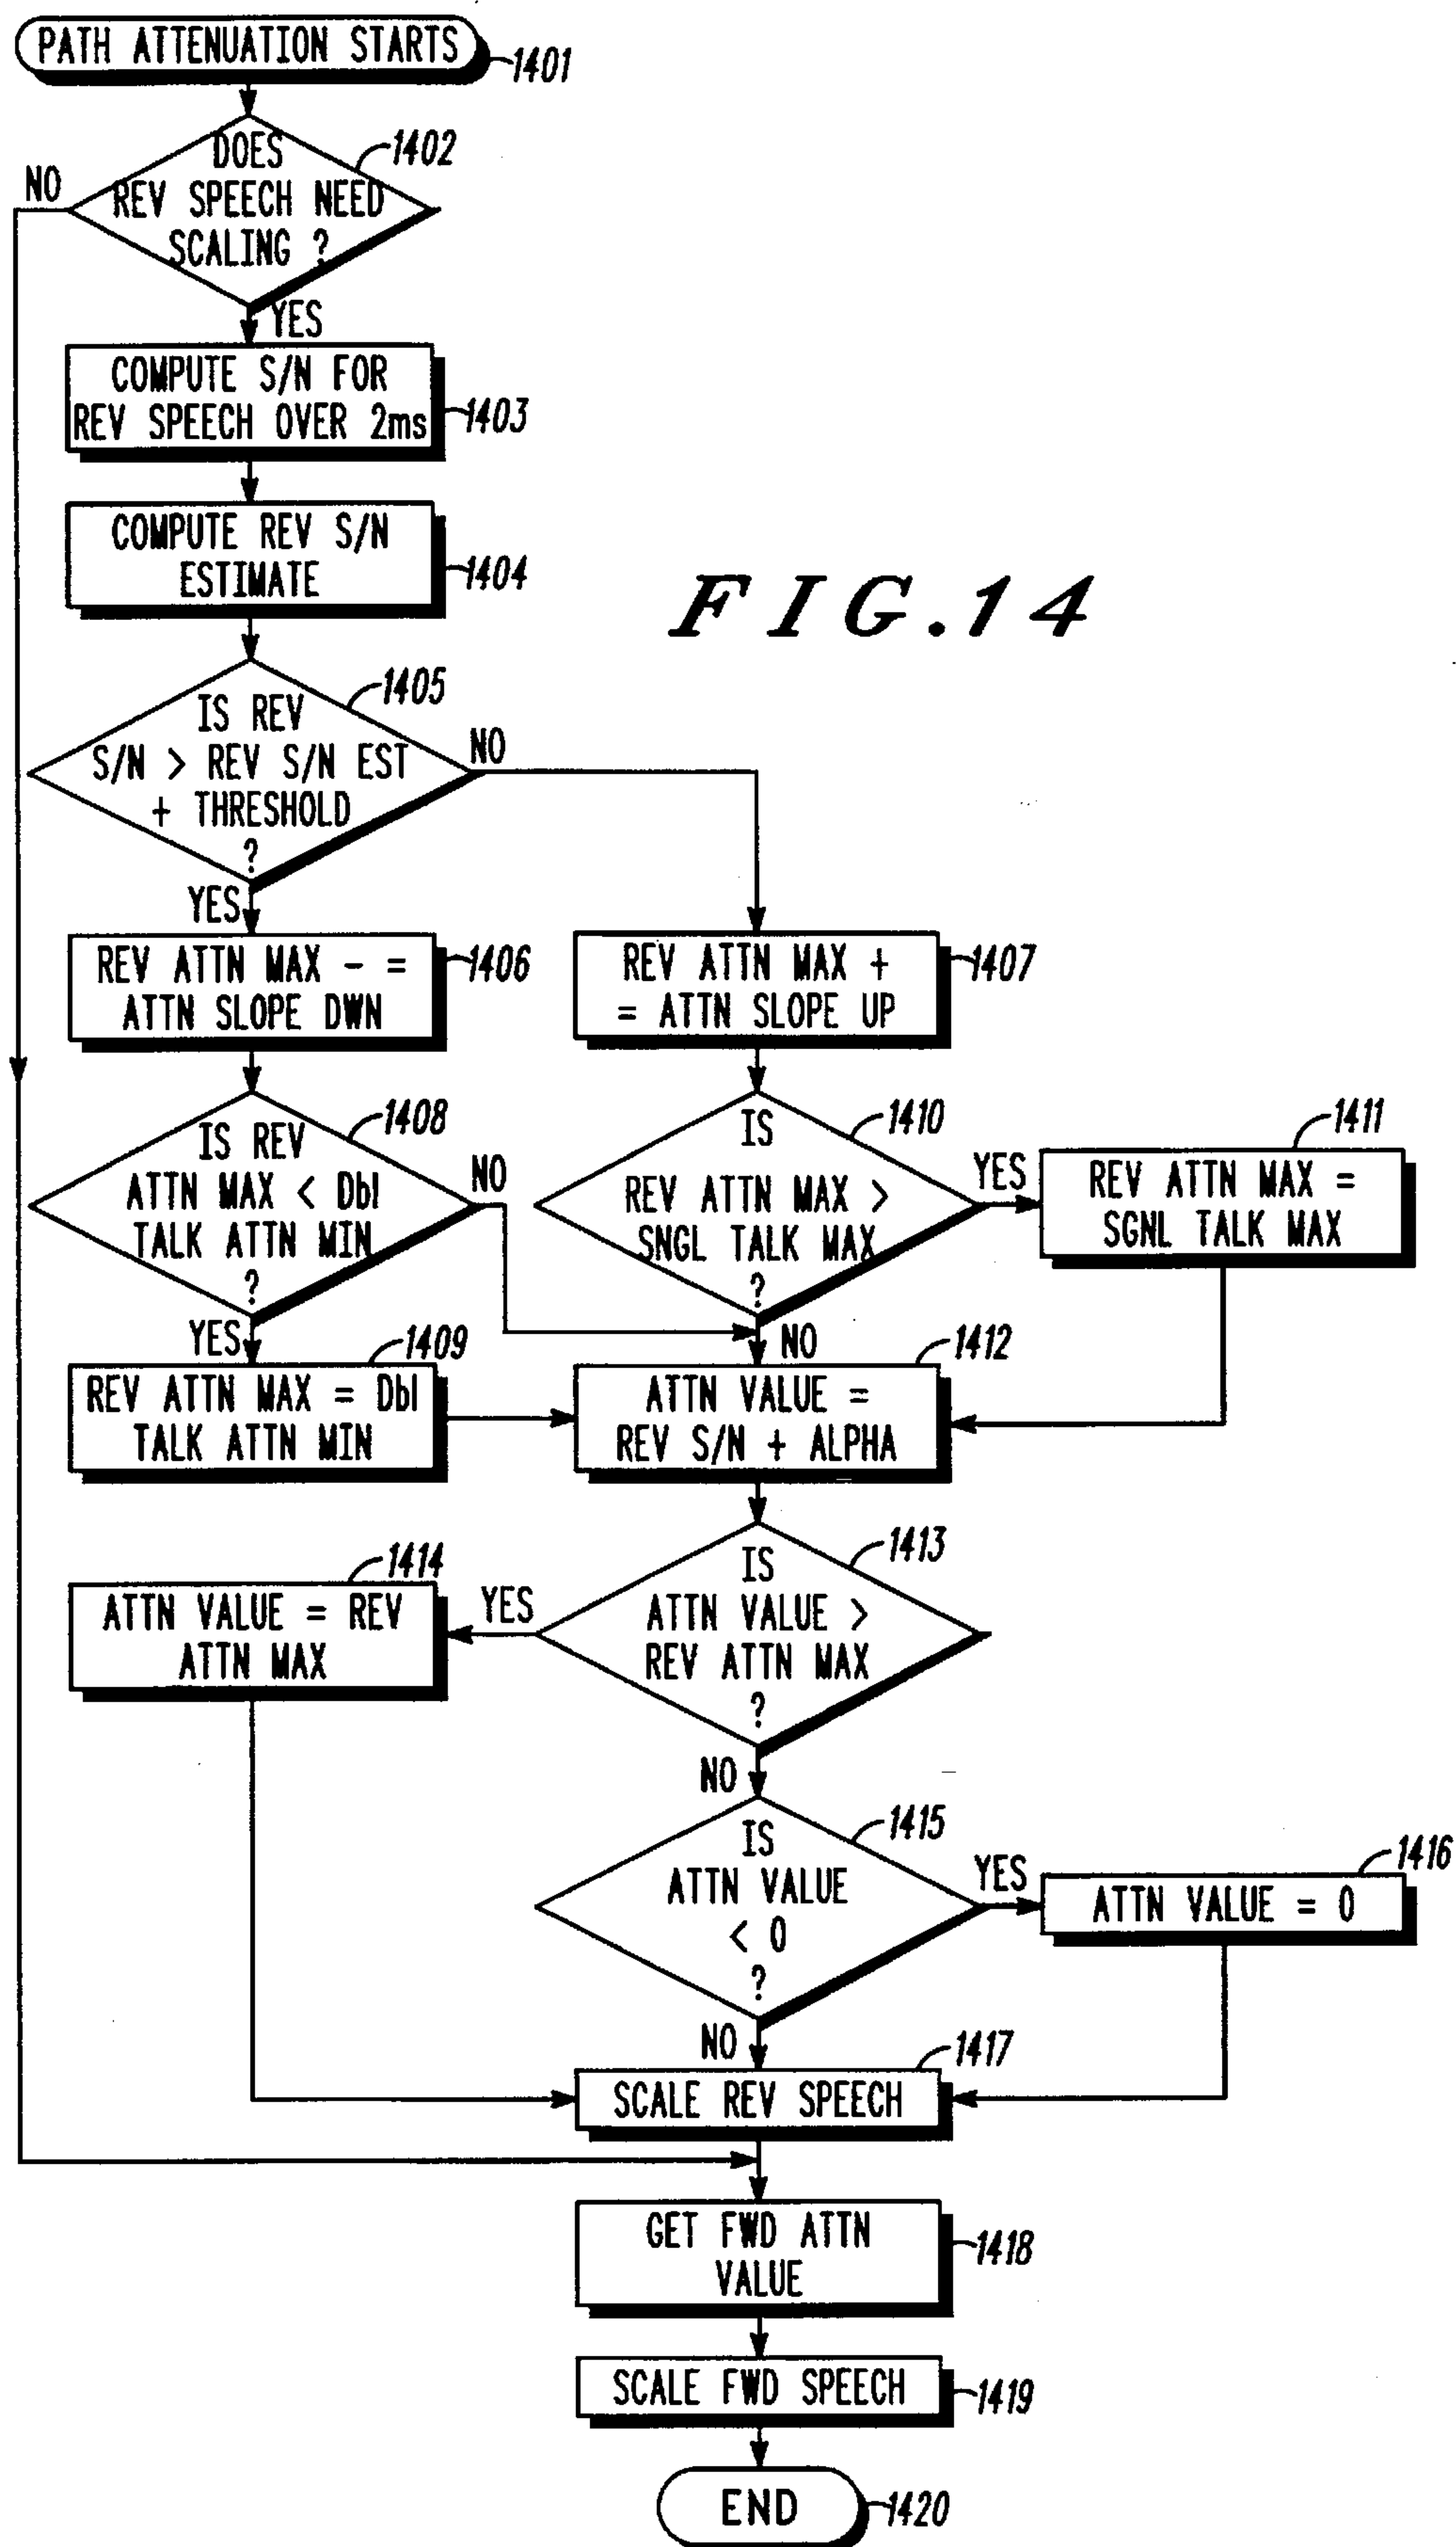 PATH ATTENUATION STARTS
1401
DOES
REV SPEECH NEED
SCALING ?
1402
NO
YES
COMPUTE S/N FOR
REV SPEECH OVER 2ms
1403
COMPUTE REV S/N
ESTIMATE
1404
FIG.14
IS REV
S/N > REV S/N EST
+ THRESHOLD
?
1405
NO
YES
REV ATTN MAX - =
ATTN SLOPE DWN
1406
REV ATTN MAX +
= ATTN SLOPE UP
1407
IS REV
ATTN MAX < Dbl
TALK ATTN MIN
?
1408
NO
YES
IS
REV ATTN MAX >
SNGL TALK MAX
?
1410
YES
NO
REV ATTN MAX =
SGNL TALK MAX
1411
REV ATTN MAX = Dbl
TALK ATTN MIN
1409
ATTN VALUE =
REV S/N + ALPHA
1412
IS
ATTN VALUE >
REV ATTN MAX
?
1413
YES
NO
ATTN VALUE = REV
ATTN MAX
1414
IS
ATTN VALUE
< 0
?
1415
YES
NO
ATTN VALUE = 0
1416
SCALE REV SPEECH
1417
GET FWD ATTN
VALUE
1418
SCALE FWD SPEECH
1419
END
1420